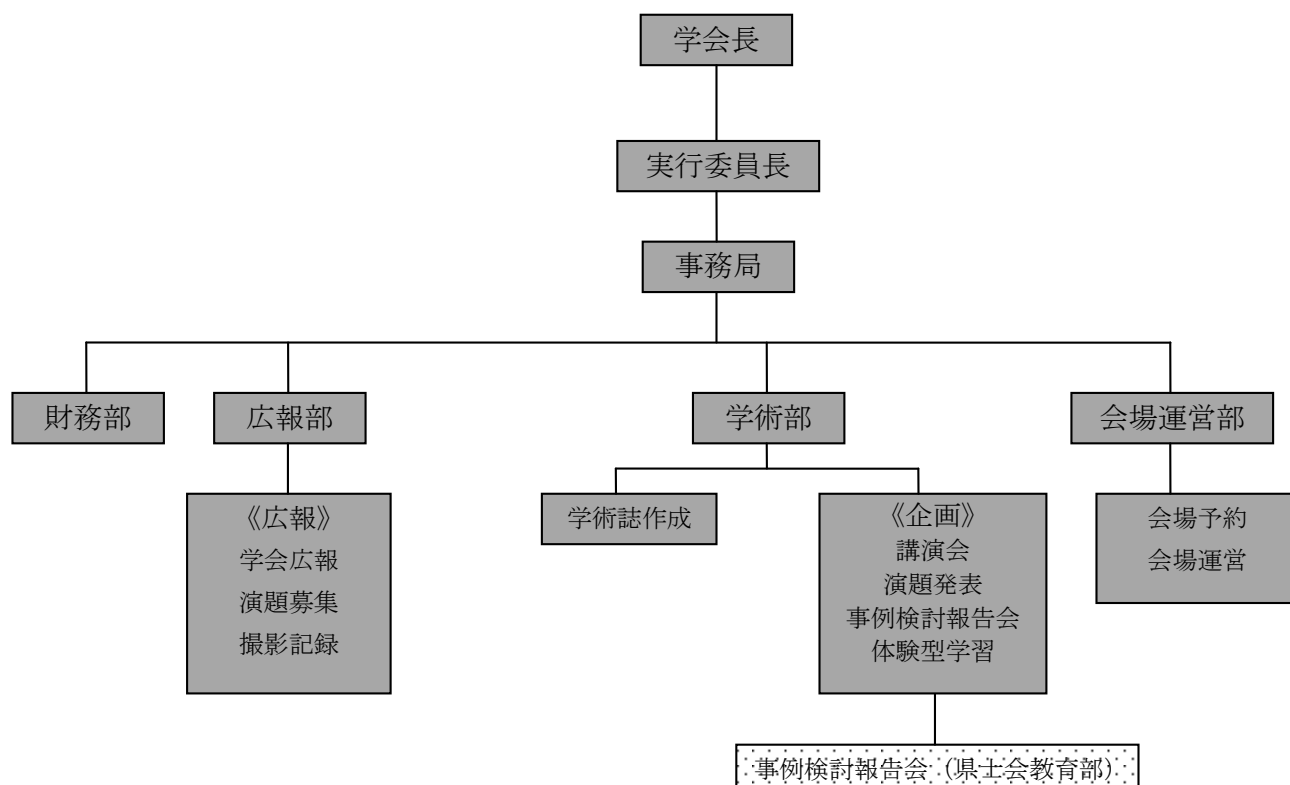 学会長
実行委員長
事務局
財務部
広報部
学術部
会場運営部
《広報》
学会広報
演題募集
撮影記録
学術誌作成
《企画》
講演会
演題発表
事例検討報告会
体験型学習
会場予約
会場運営
事例検討報告会（県士会教育部）